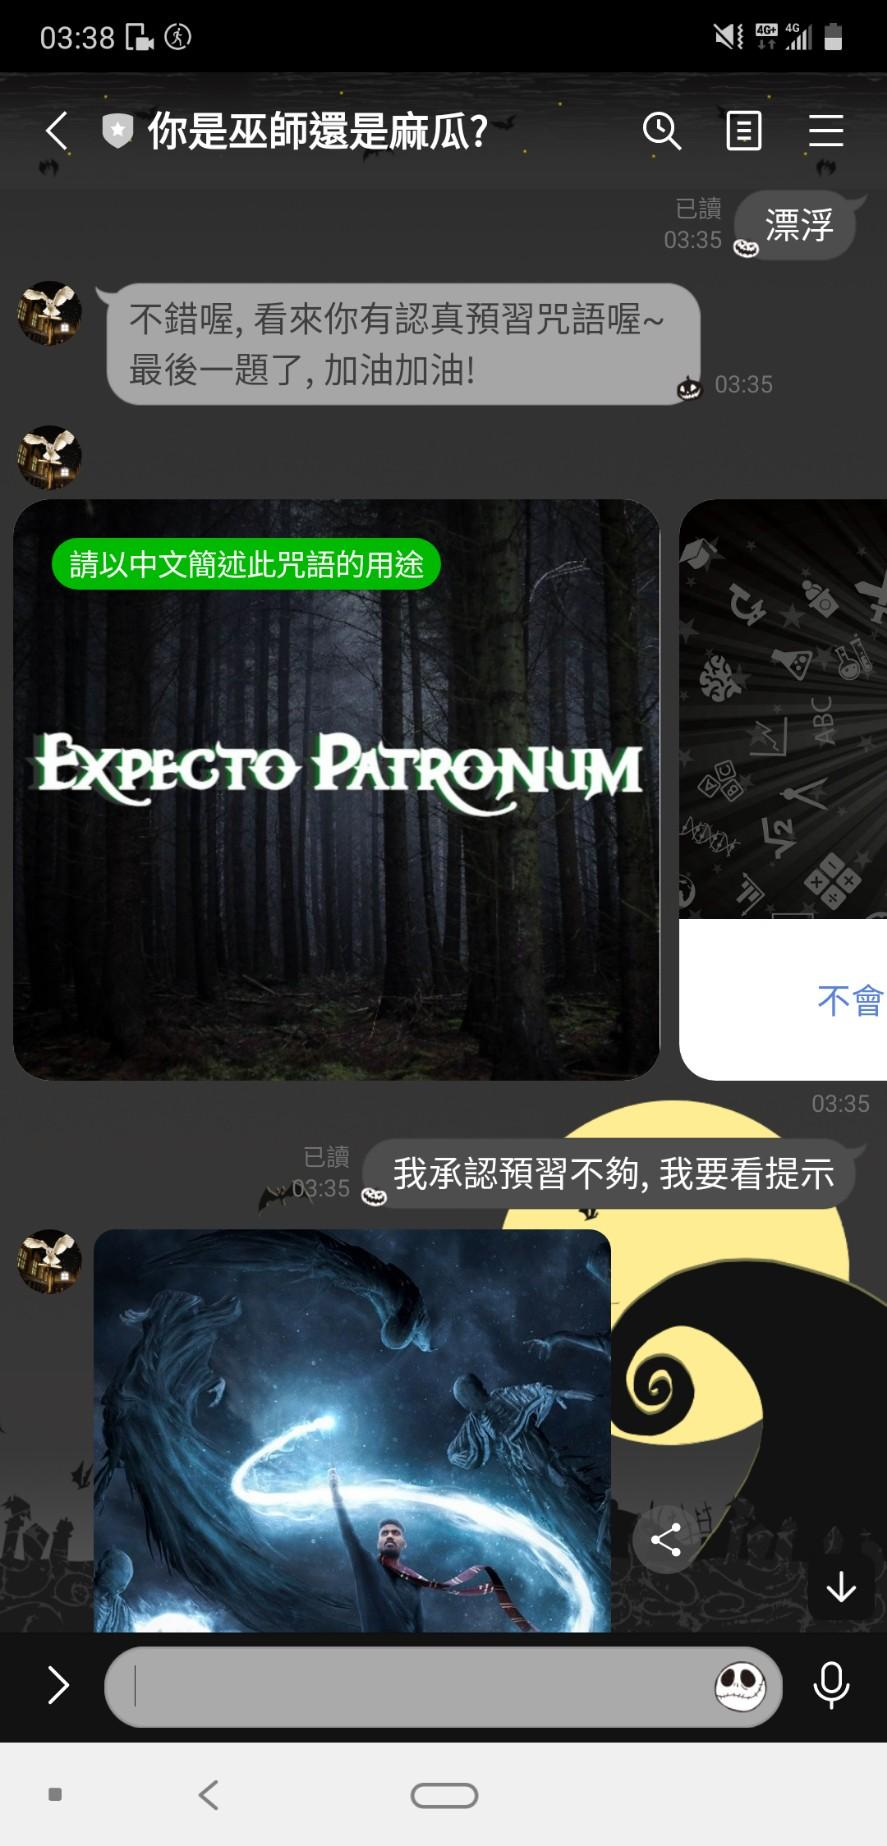 03:38
4G+
4G
你是巫師還是麻瓜?
已讀
03:35
漂浮
不錯喔, 看來你有認真預習咒語喔~
最後一題了, 加油加油!
03:35
請以中文簡述此咒語的用途
EXPECTO PATRONUM
ABC
√2
不會
03:35
已讀
03:35
我承認預習不夠, 我要看提示